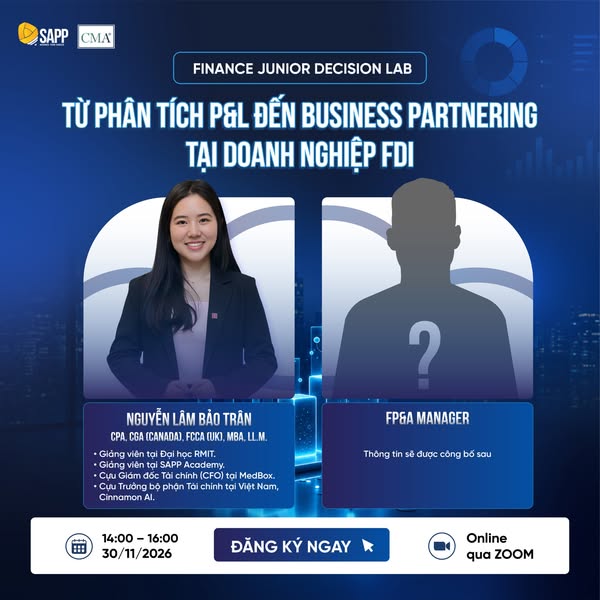 SAPP
CMA
FINANCE JUNIOR DECISION LAB
TỪ PHÂN TÍCH P&L ĐẾN BUSINESS PARTNERING
TẠI DOANH NGHIỆP FDI
?
NGUYỄN LÂM BẢO TRÂN
CPA, CGA (CANADA), FCCA (UK), MBA, LL.M.
• Giảng viên tại Đại học RMIT.
• Giảng viên tại SAPP Academy.
• Cựu Giám đốc Tài chính (CFO) tại MedBox.
• Cựu Trưởng bộ phận Tài chính tại Việt Nam,
Cinnamon AI.
FP&A MANAGER
Thông tin sẽ được công bố sau
14:00 – 16:00
30/11/2026
ĐĂNG KÝ NGAY
Online
qua ZOOM